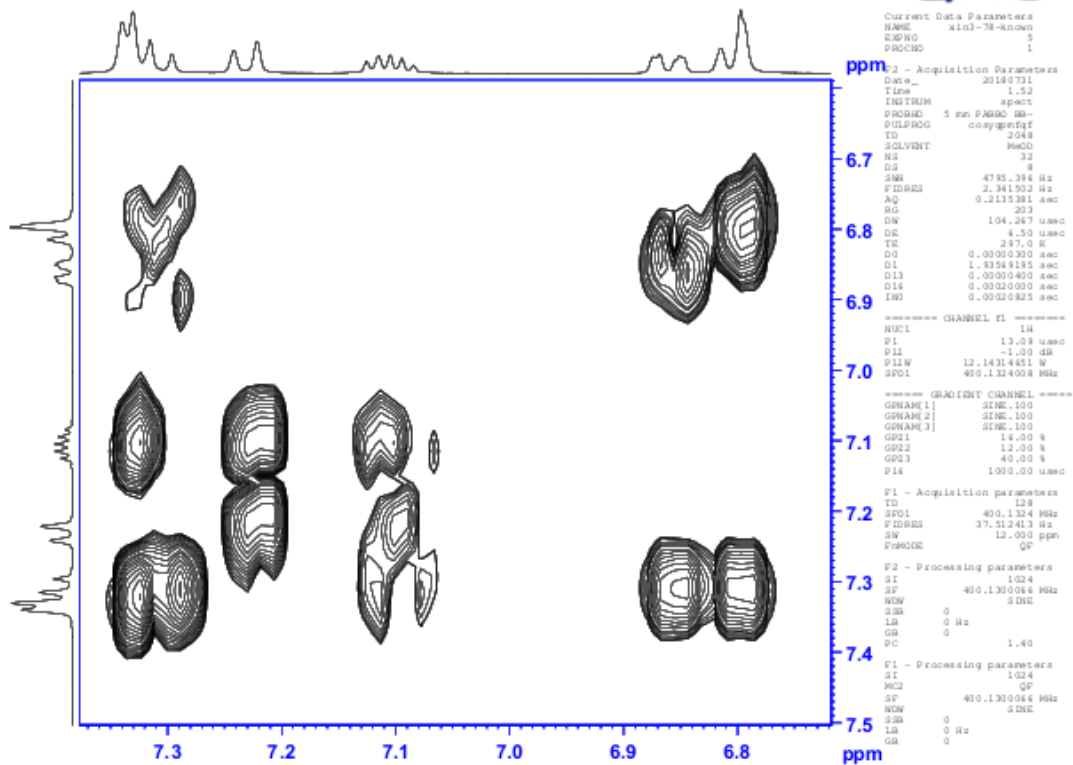 Current Data Parameters
NAME xin3-78-known
EXPNO 5
PROCNO 1
F2 - Acquisition Parameters
Date_ 20180731
Time 1.52
INSTRUM spect
PROBHD 5 mm PABBO BB-
PULPROG cosygpmfqf
TD 2048
SOLVENT MeOD
NS 32
DS 8
SWH 4795.396 Hz
FIDRES 2.341502 Hz
AQ 0.2135381 sec
RG 203
DW 104.267 usec
DE 6.50 usec
TE 297.0 K
D0 0.00000300 sec
D1 1.93569195 sec
D13 0.00000400 sec
D16 0.00020000 sec
IN0 0.00020825 sec
======== CHANNEL f1 ========
NUC1 1H
P1 13.09 usec
PL1 -1.00 dB
PL1W 12.14314651 W
SFO1 400.1324008 MHz
====== GRADIENT CHANNEL =====
GPNAM[1] SINE.100
GPNAM[2] SINE.100
GPNAM[3] SINE.100
GPZ1 16.00 %
GPZ2 12.00 %
GPZ3 40.00 %
P16 1000.00 usec
F1 - Acquisition parameters
TD 128
SFO1 400.1324 MHz
FIDRES 37.512413 Hz
SW 12.000 ppm
FnMODE QF
F2 - Processing parameters
SI 1024
SF 400.1300066 MHz
WDW SINE
SSB 0
LB 0 Hz
GB 0
PC 1.40
F1 - Processing parameters
SI 1024
MC2 QF
SF 400.1300066 MHz
WDW SINE
SSB 0
LB 0 Hz
GB 0
ppm
6.7
6.8
6.9
7.0
7.1
7.2
7.3
7.4
7.5
7.3 7.2 7.1 7.0 6.9 6.8 ppm